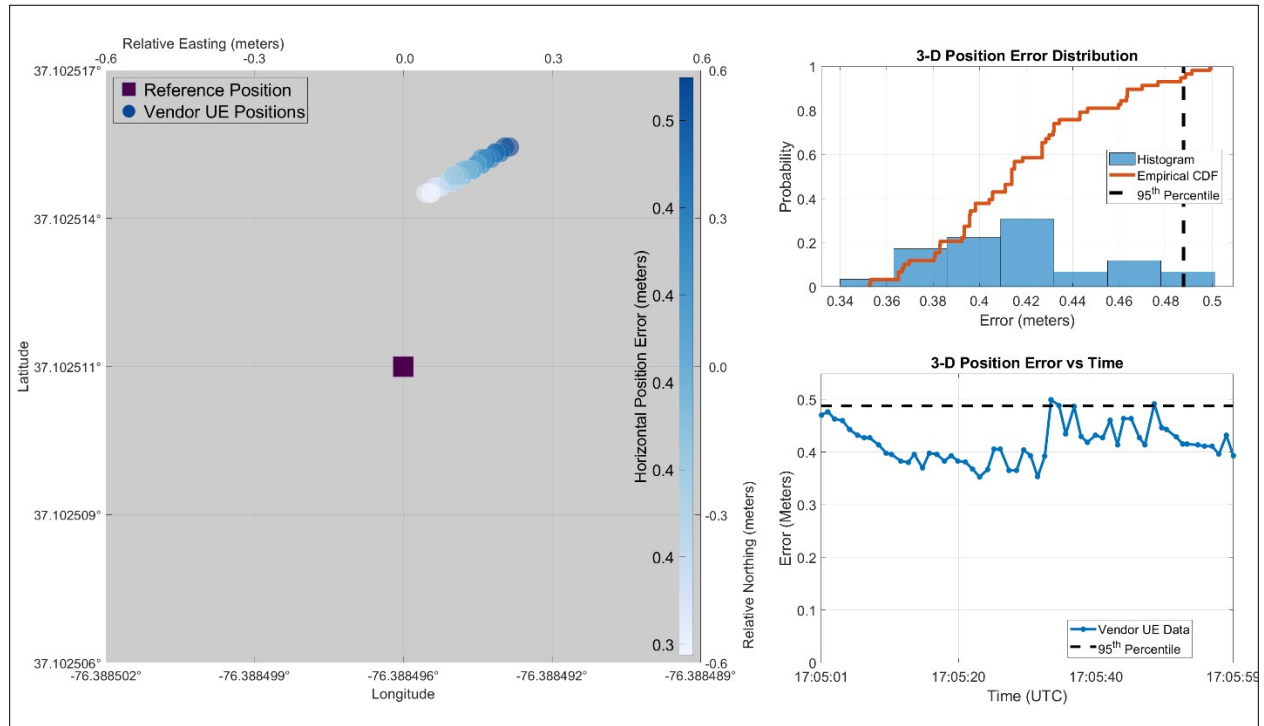 Relative Easting (meters)
-0.6 -0.3 0.0 0.3 0.6
37.102517° 0.6
Reference Position
Vendor UE Positions
0.5
0.4
37.102514° 0.3
0.4
Latitude
37.102511° 0.0
0.4
Horizontal Position Error (meters)
0.4
37.102509° -0.3
0.4
Relative Northing (meters)
0.3
37.102506° -0.6
-76.388502° -76.388499° -76.388496° -76.388492° -76.388489°
Longitude
3-D Position Error Distribution
1
0.8
0.6
0.4
0.2
0
Probability
Histogram
Empirical CDF
95th Percentile
0.34 0.36 0.38 0.4 0.42 0.44 0.46 0.48 0.5
Error (meters)
3-D Position Error vs Time
0.5
0.4
0.3
0.2
0.1
0
Error (Meters)
Vendor UE Data
95th Percentile
17:05:01 17:05:20 17:05:40 17:05:59
Time (UTC)